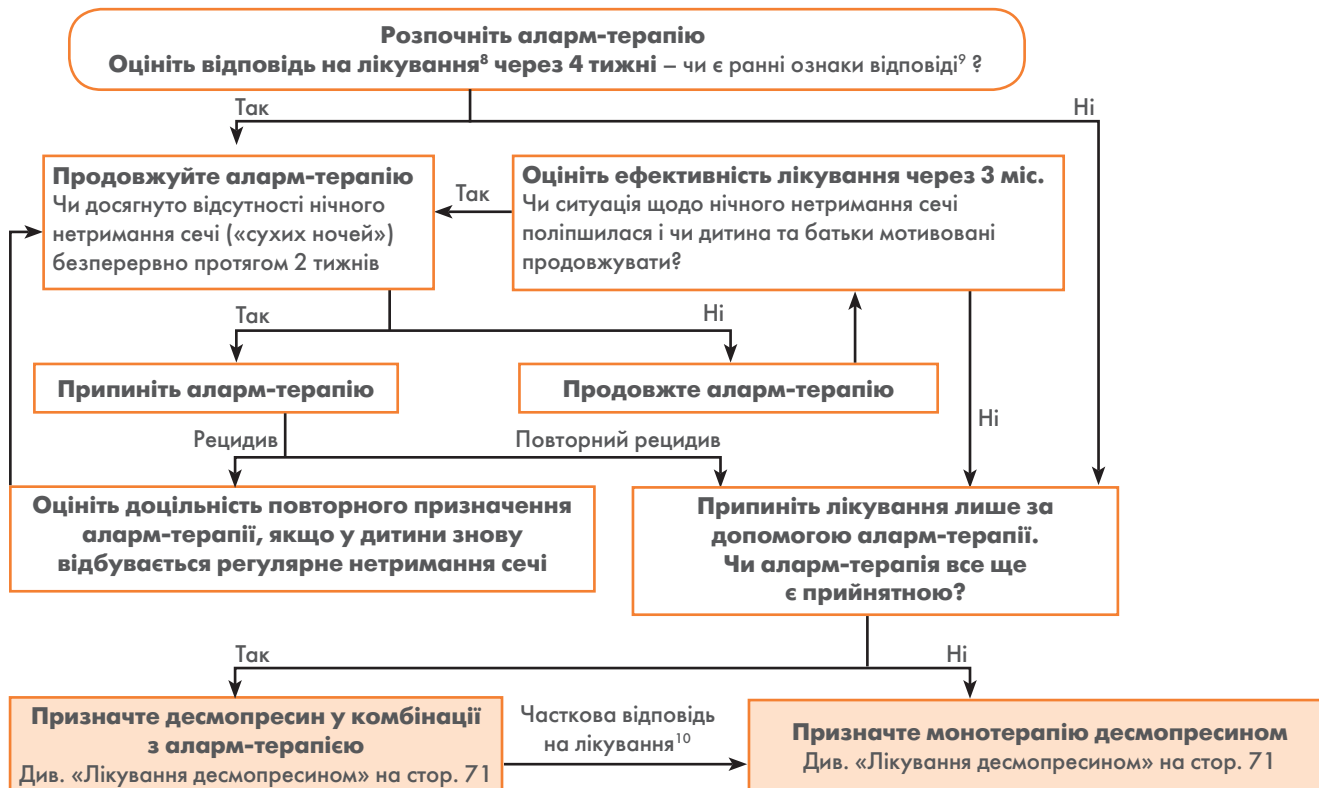 Розпочніть аларм-терапію
Оцініть відповідь на лікування⁸ через 4 тижні – чи є ранні ознаки відповіді⁹ ?
Так
Ні
Продовжуйте аларм-терапію
Чи досягнуто відсутності нічного
нетримання сечі («сухих ночей»)
безперервно протягом 2 тижнів
Так
Оцініть ефективність лікування через 3 міс.
Чи ситуація щодо нічного нетримання сечі
поліпшилася і чи дитина та батьки мотивовані
продовжувати?
Так
Ні
Припиніть аларм-терапію
Продовжте аларм-терапію
Ні
Рецидив
Повторний рецидив
Оцініть доцільність повторного призначення
аларм-терапії, якщо у дитини знову
відбувається регулярне нетримання сечі
Припиніть лікування лише за
допомогою аларм-терапії.
Чи аларм-терапія все ще
є прийнятною?
Так
Ні
Призначте десмопресин у комбінації
з аларм-терапією
Див. «Лікування десмопресином» на стор. 71
Часткова відповідь
на лікування¹⁰
Призначте монотерапію десмопресином
Див. «Лікування десмопресином» на стор. 71